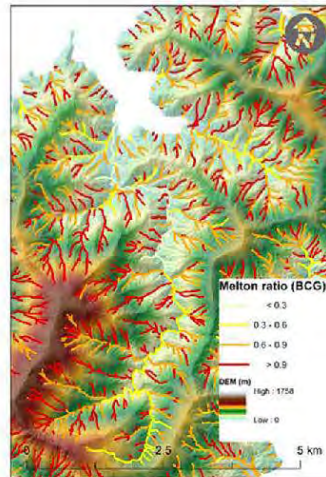 N
Melton ratio (BCG)
< 0.3
0.3 - 0.6
0.6 - 0.9
> 0.9
DEM (m)
High : 1758
Low : 0
0
2.5
5 km